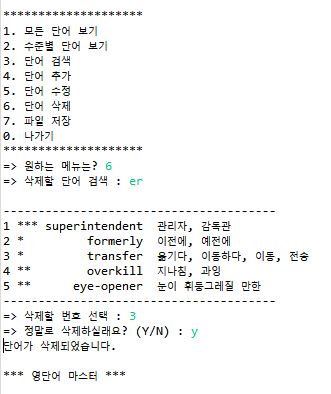 ********************
1. 모든 단어 보기
2. 수준별 단어 보기
3. 단어 검색
4. 단어 추가
5. 단어 수정
6. 단어 삭제
7. 파일 저장
0. 나가기
********************
=> 원하는 메뉴는? 6
=> 삭제할 단어 검색 : er
---------------------------------------
1 *** superintendent 관리자, 감독관
2 * formerly 이전에, 예전에
3 * transfer 옮기다, 이동하다, 이동, 전송
4 ** overkill 지나침, 과잉
5 ** eye-opener 눈이 휘둥그레질 만한
---------------------------------------
=> 삭제할 번호 선택 : 3
=> 정말로 삭제하실래요? (Y/N) : y
단어가 삭제되었습니다.
*** 영단어 마스터 ***